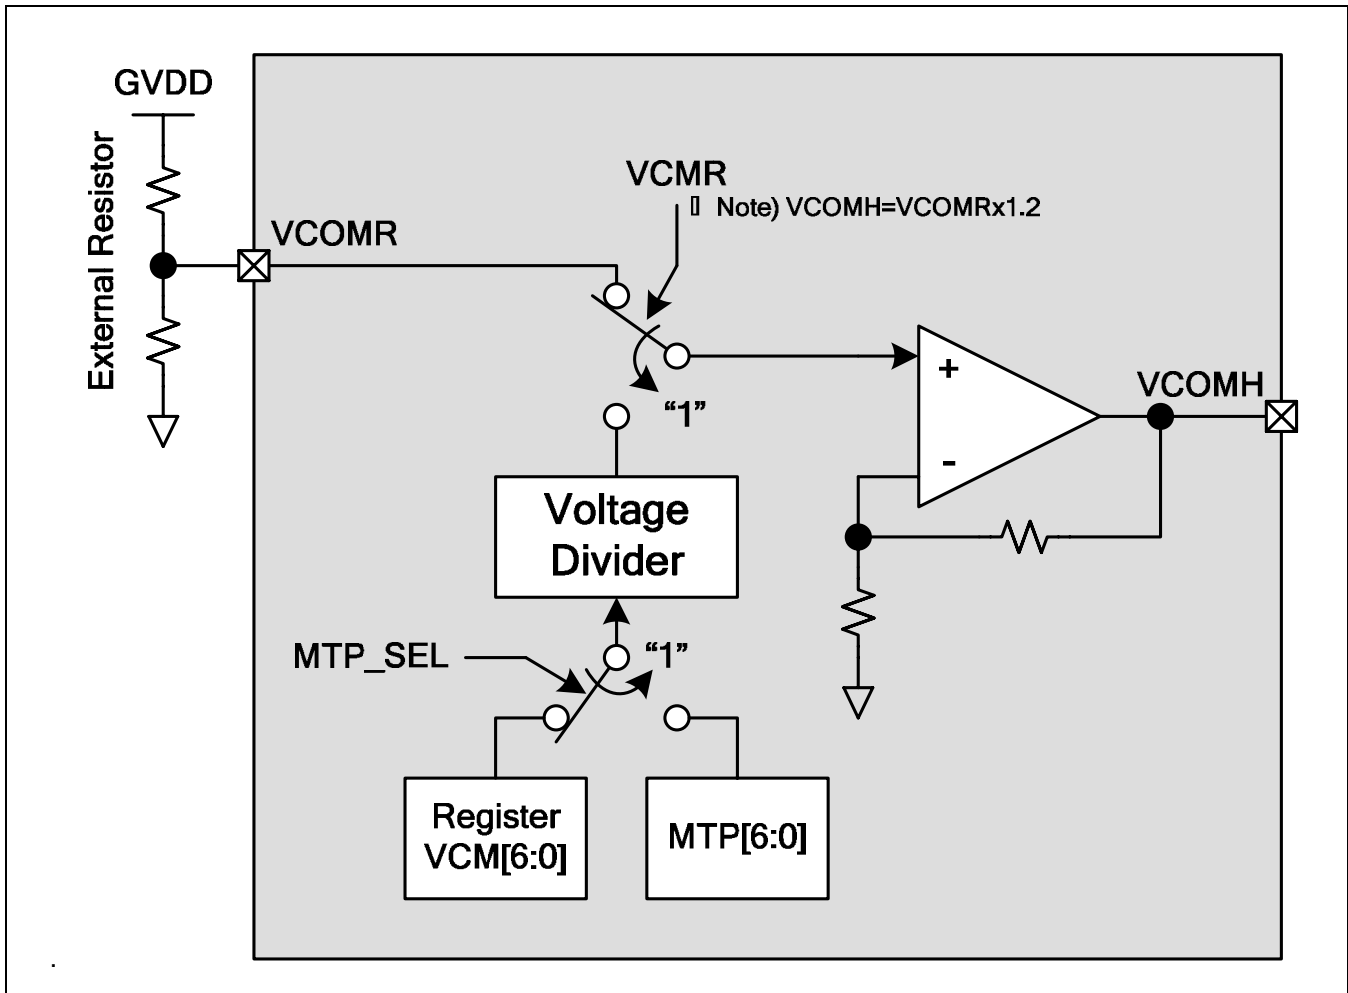 GVDD
External Resistor
VCOMR
VCMR
▯ Note) VCOMH=VCOMRx1.2
“1”
+
-
VCOMH
Voltage
Divider
MTP_SEL
“1”
Register
VCM[6:0]
MTP[6:0]
.